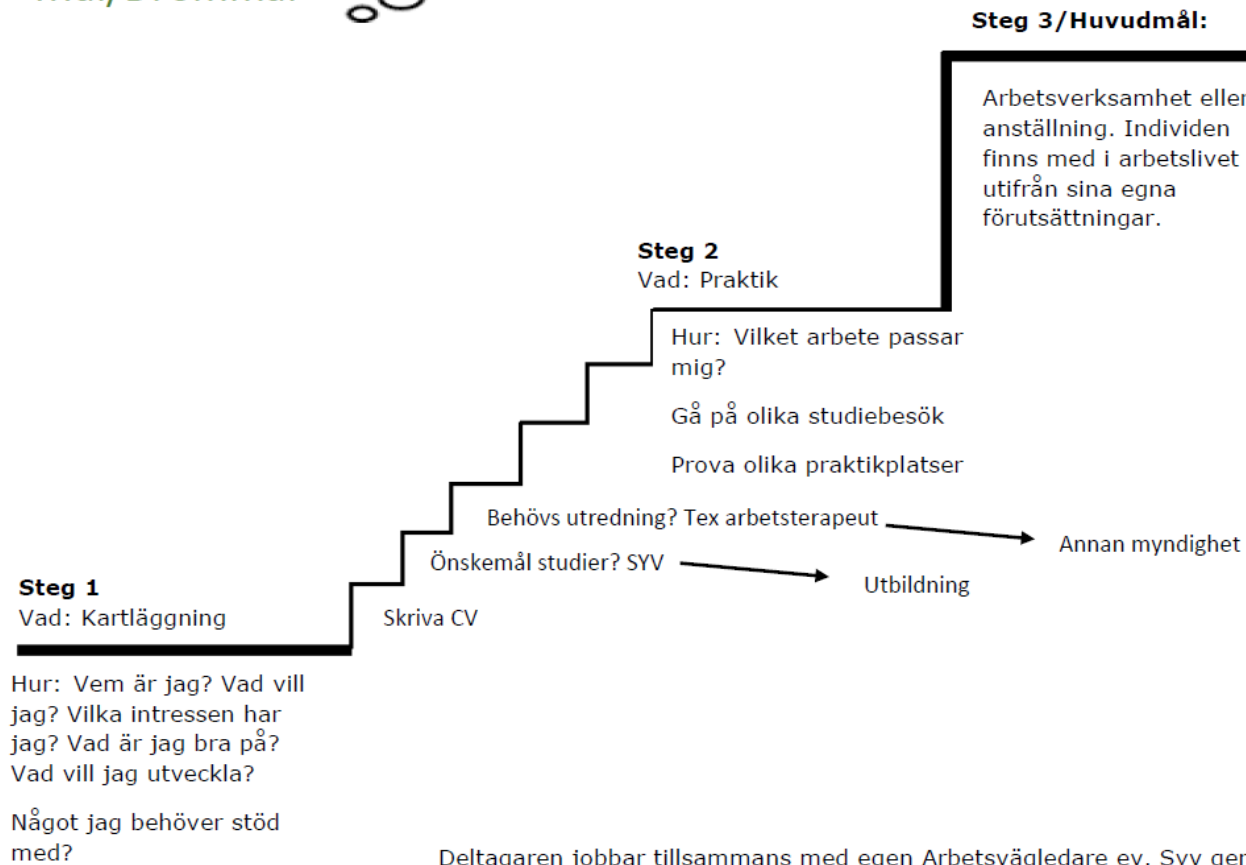 Steg 3/Huvudmål:
Arbetsverksamhet eller
anställning. Individen
finns med i arbetslivet
utifrån sina egna
förutsättningar.
Steg 2
Vad: Praktik
Hur: Vilket arbete passar
mig?
Gå på olika studiebesök
Prova olika praktikplatser
Behövs utredning? Tex arbetsterapeut
Annan myndighet
Önskemål studier? SYV
Utbildning
Skriva CV
Steg 1
Vad: Kartläggning
Hur: Vem är jag? Vad vill
jag? Vilka intressen har
jag? Vad är jag bra på?
Vad vill jag utveckla?
Något jag behöver stöd
med?
Deltagaren jobbar tillsammans med egen Arbetsvägledare ev. Syv